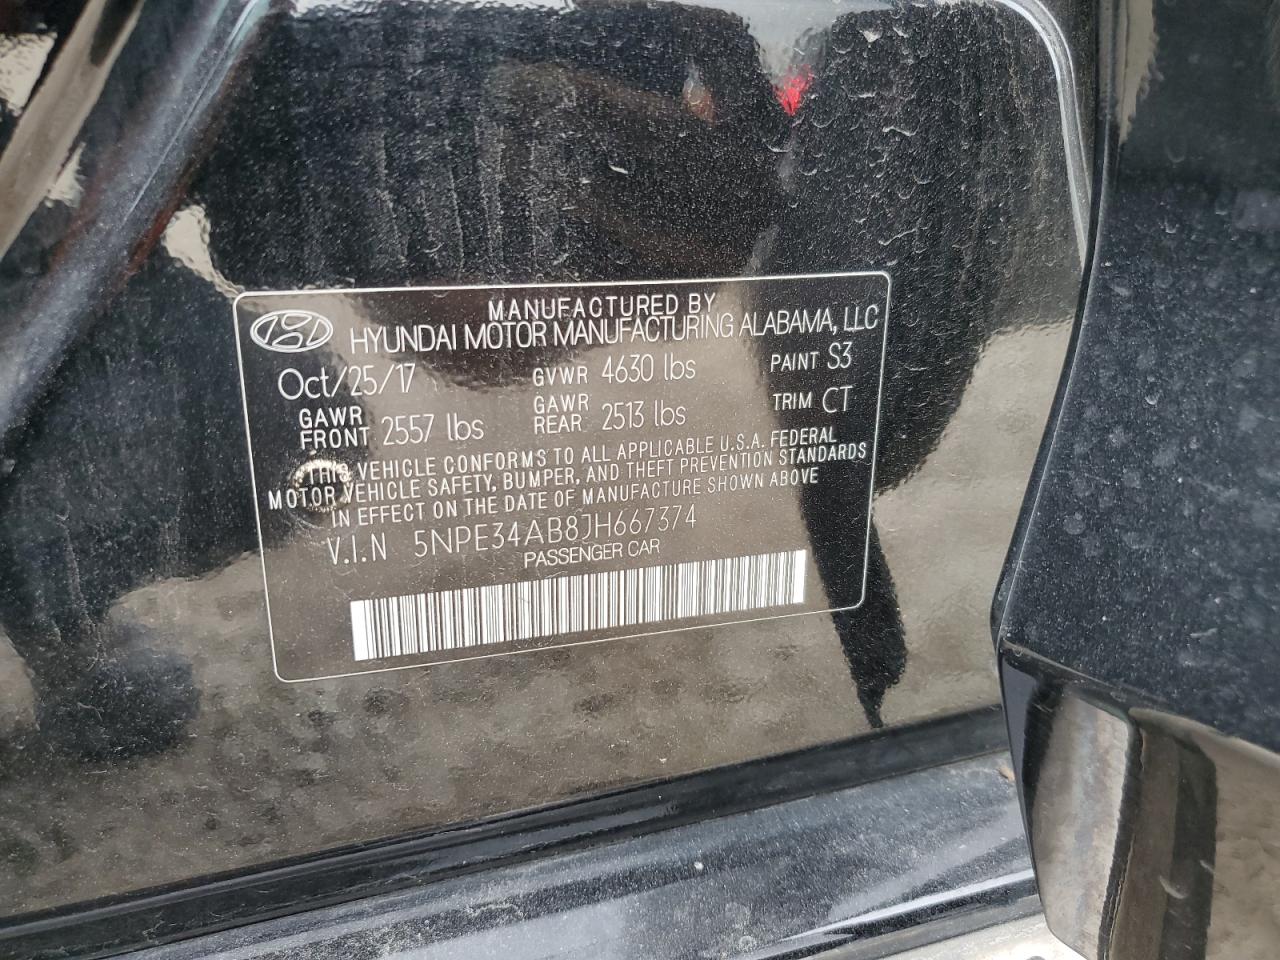 MANUFACTURED BY
HYUNDAI MOTOR MANUFACTURING ALABAMA, LLC
Oct/25/17 GVWR 4630 lbs PAINT S3
GAWR FRONT 2557 lbs GAWR REAR 2513 lbs TRIM CT
THIS VEHICLE CONFORMS TO ALL APPLICABLE U.S.A. FEDERAL
MOTOR VEHICLE SAFETY, BUMPER, AND THEFT PREVENTION STANDARDS
IN EFFECT ON THE DATE OF MANUFACTURE SHOWN ABOVE
V.I.N 5NPE34AB8JH667374
PASSENGER CAR